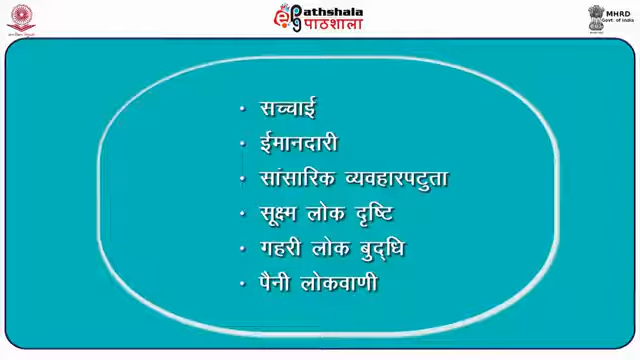 ePathshala
पाठशाला
MHRD
Govt. of India
सच्चाई
ईमानदारी
सांसारिक व्यवहारपटुता
सूक्ष्म लोक दृष्टि
गहरी लोक बुद्धि
पैनी लोकवाणी